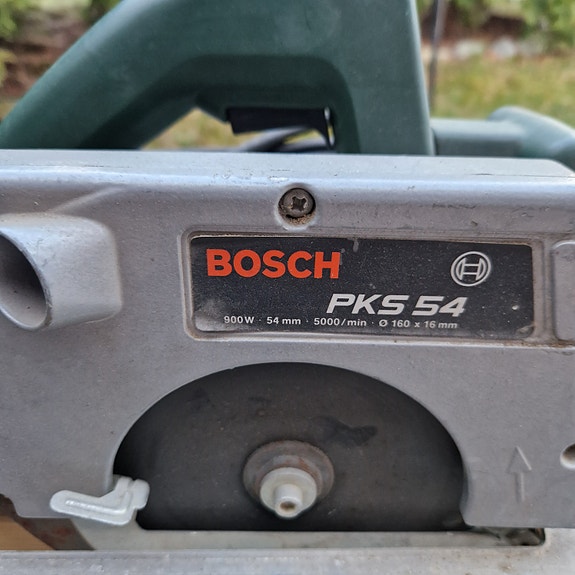 BOSCH
PKS 54
900W · 54 mm · 5000/min · Ø 160 x 16 mm